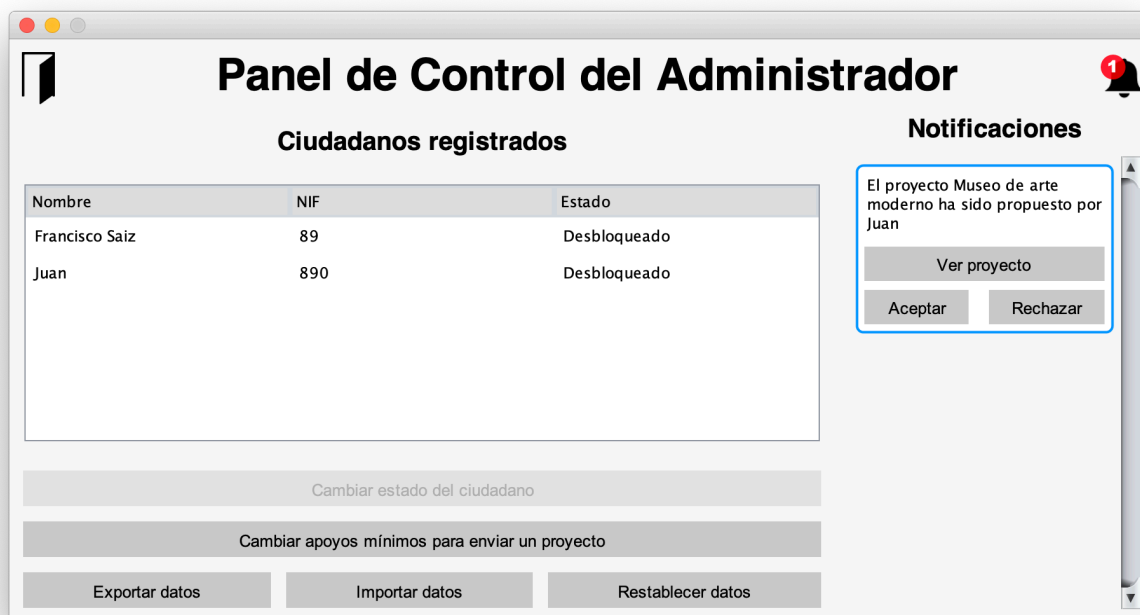 Panel de Control del Administrador
1
Ciudadanos registrados
Nombre NIF Estado
Francisco Saiz 89 Desbloqueado
Juan 890 Desbloqueado
Cambiar estado del ciudadano
Cambiar apoyos mínimos para enviar un proyecto
Exportar datos Importar datos Restablecer datos
Notificaciones
El proyecto Museo de arte
moderno ha sido propuesto por
Juan
Ver proyecto
Aceptar Rechazar